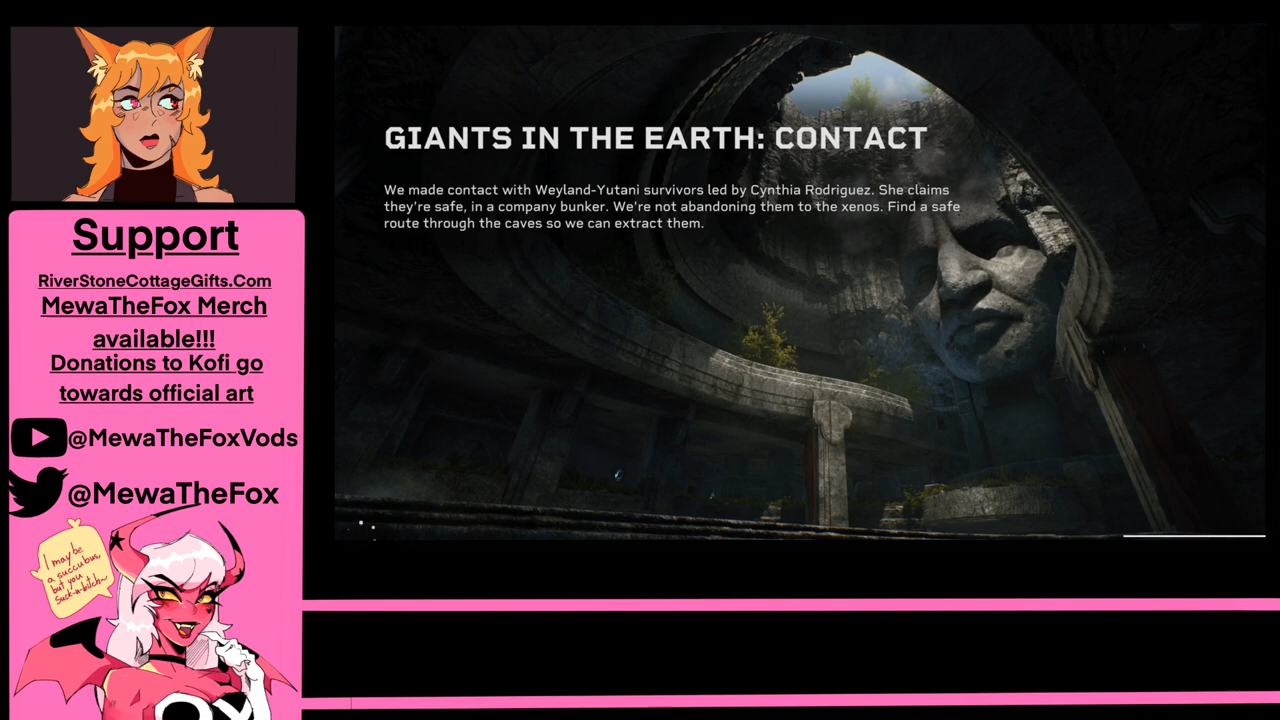 Support
RiverStoneCottageGifts.Com
MewaTheFox Merch
available!!!
Donations to Kofi go
towards official art
@MewaTheFoxVods
@MewaTheFox
I maybe
a succubus,
but you
suck-a-bitch~
GIANTS IN THE EARTH: CONTACT
We made contact with Weyland-Yutani survivors led by Cynthia Rodriguez. She claims
they're safe, in a company bunker. We're not abandoning them to the xenos. Find a safe
route through the caves so we can extract them.